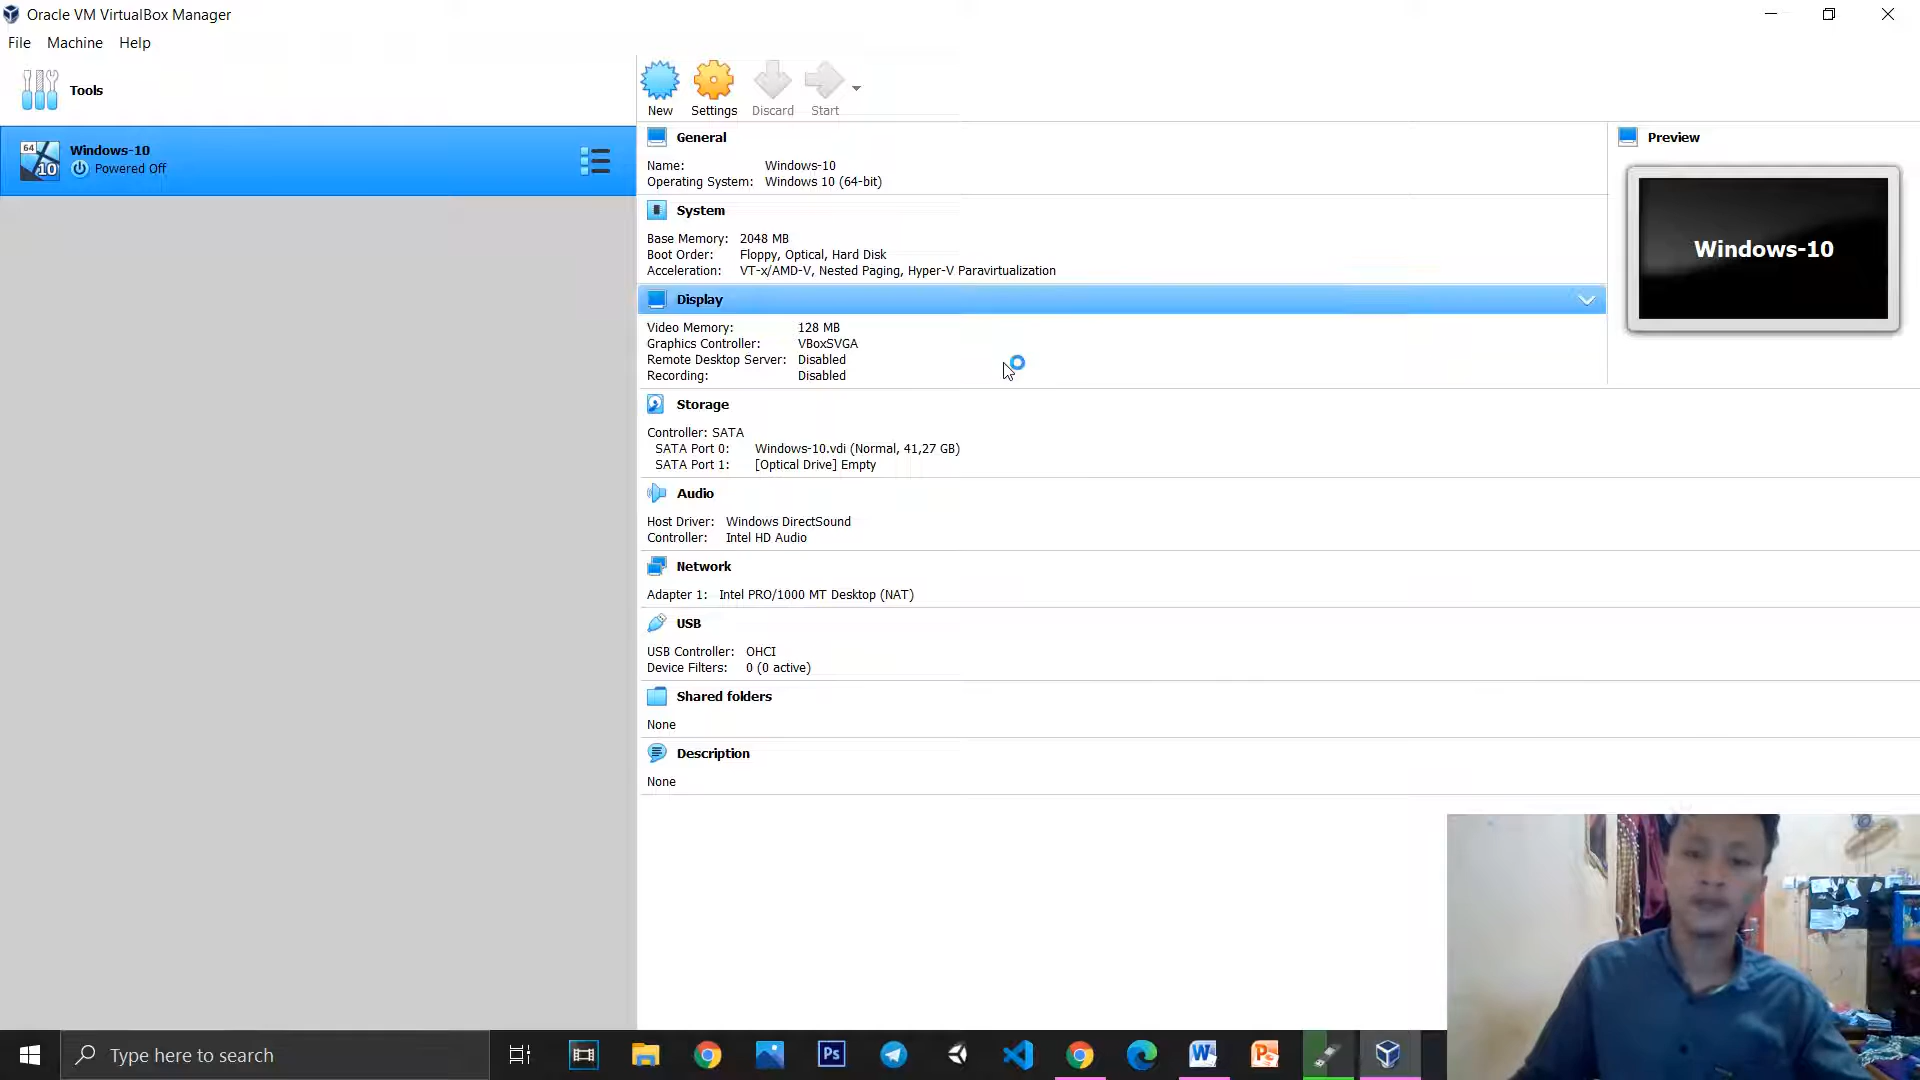 Oracle VM VirtualBox Manager
File Machine Help
Tools
New Settings Discard Start
64
10
Windows-10
Powered Off
General
Name: Windows-10
Operating System: Windows 10 (64-bit)
System
Base Memory: 2048 MB
Boot Order: Floppy, Optical, Hard Disk
Acceleration: VT-x/AMD-V, Nested Paging, Hyper-V Paravirtualization
Display
Video Memory: 128 MB
Graphics Controller: VBoxSVGA
Remote Desktop Server: Disabled
Recording: Disabled
Storage
Controller: SATA
SATA Port 0: Windows-10.vdi (Normal, 41,27 GB)
SATA Port 1: [Optical Drive] Empty
Audio
Host Driver: Windows DirectSound
Controller: Intel HD Audio
Network
Adapter 1: Intel PRO/1000 MT Desktop (NAT)
USB
USB Controller: OHCI
Device Filters: 0 (0 active)
Shared folders
None
Description
None
Preview
Windows-10
Type here to search
Ps
W
P